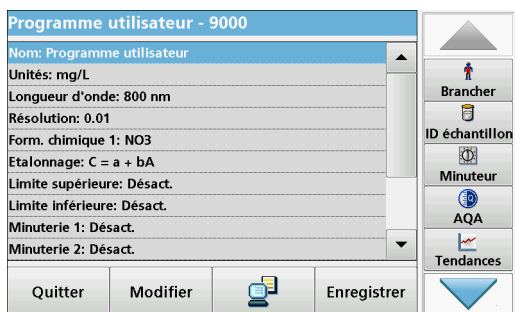 Programme utilisateur - 9000
Nom: Programme utilisateur
Unités: mg/L
Longueur d'onde: 800 nm
Résolution: 0.01
Form. chimique 1: NO3
Etalonnage: C = a + bA
Limite supérieure: Désact.
Limite inférieure: Désact.
Minuterie 1: Désact.
Minuterie 2: Désact.
Quitter
Modifier
Enregistrer
Brancher
ID échantillon
Minuteur
AQA
Tendances